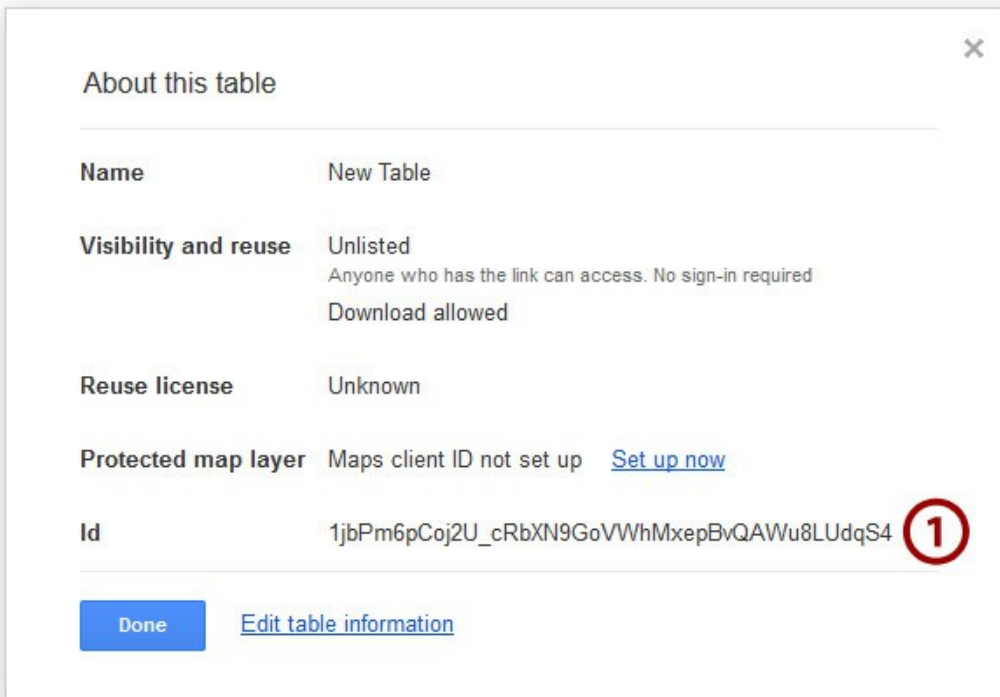 ×
About this table
Name New Table
Visibility and reuse Unlisted
Anyone who has the link can access. No sign-in required
Download allowed
Reuse license Unknown
Protected map layer Maps client ID not set up Set up now
Id 1jbPm6pCoj2U_cRbXN9GoVWhMxepBvQAWu8LUdqS4 1
Done Edit table information